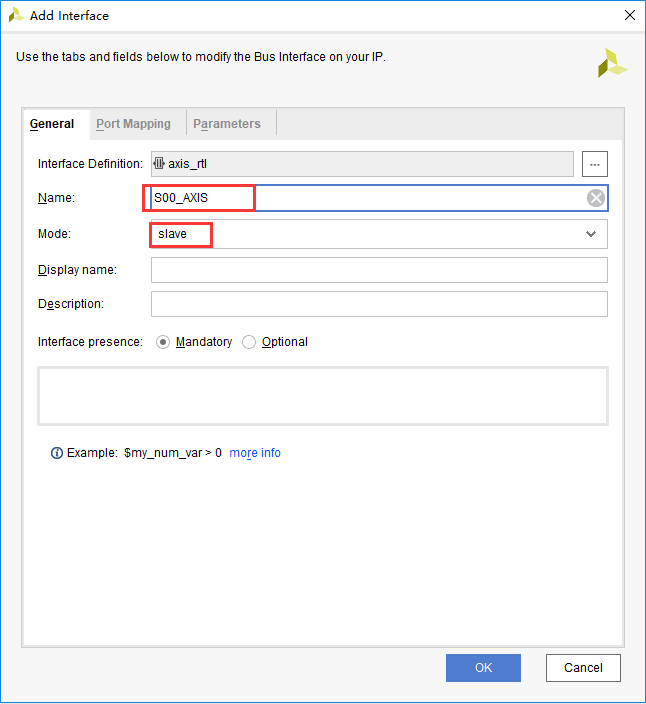 Add Interface
Use the tabs and fields below to modify the Bus Interface on your IP.
General Port Mapping Parameters
Interface Definition: axis_rtl ...
Name: S00_AXIS
Mode: slave
Display name:
Description:
Interface presence: Mandatory Optional
Example: $my_num_var > 0 more info
OK Cancel